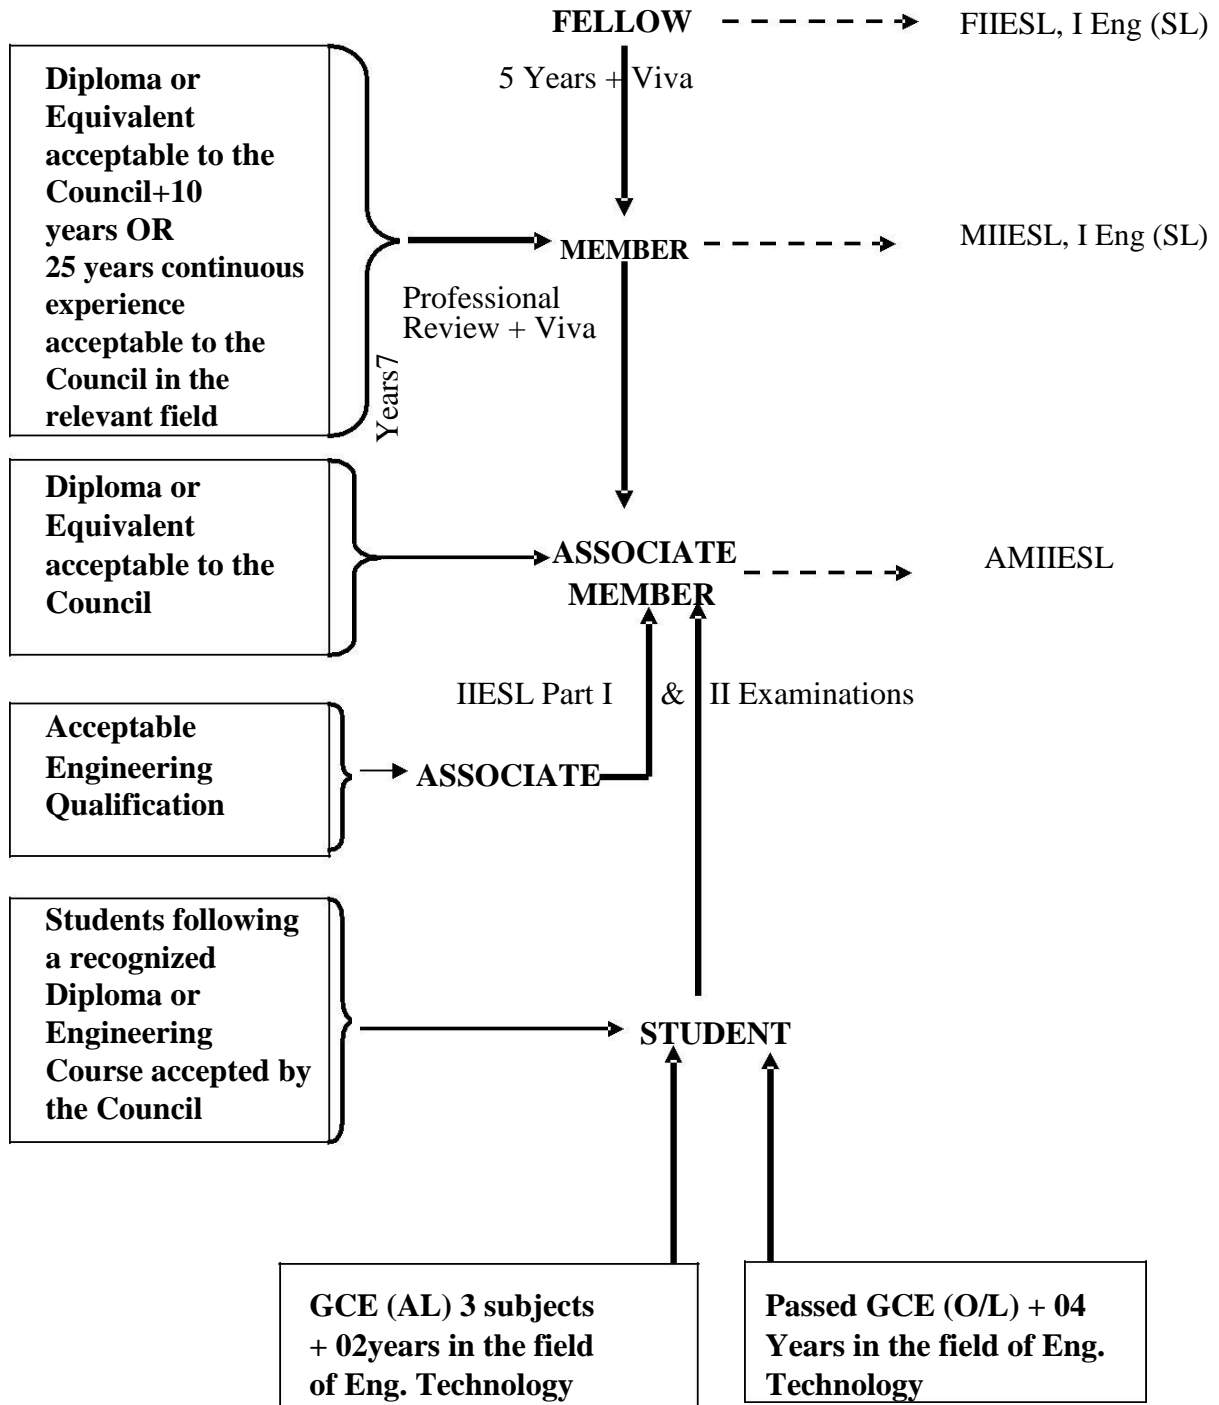 FELLOW
FIIESL, I Eng (SL)
5 Years + Viva
Diploma or
Equivalent
acceptable to the
Council+10
years OR
25 years continuous
experience
acceptable to the
Council in the
relevant field
MEMBER
MIIESL, I Eng (SL)
Professional
Review + Viva
Years7
Diploma or
Equivalent
acceptable to the
Council
ASSOCIATE
MEMBER
AMIIESL
IIESL Part I & II Examinations
Acceptable
Engineering
Qualification
ASSOCIATE
Students following
a recognized
Diploma or
Engineering
Course accepted by
the Council
STUDENT
GCE (AL) 3 subjects
+ 02years in the field
of Eng. Technology
Passed GCE (O/L) + 04
Years in the field of Eng.
Technology